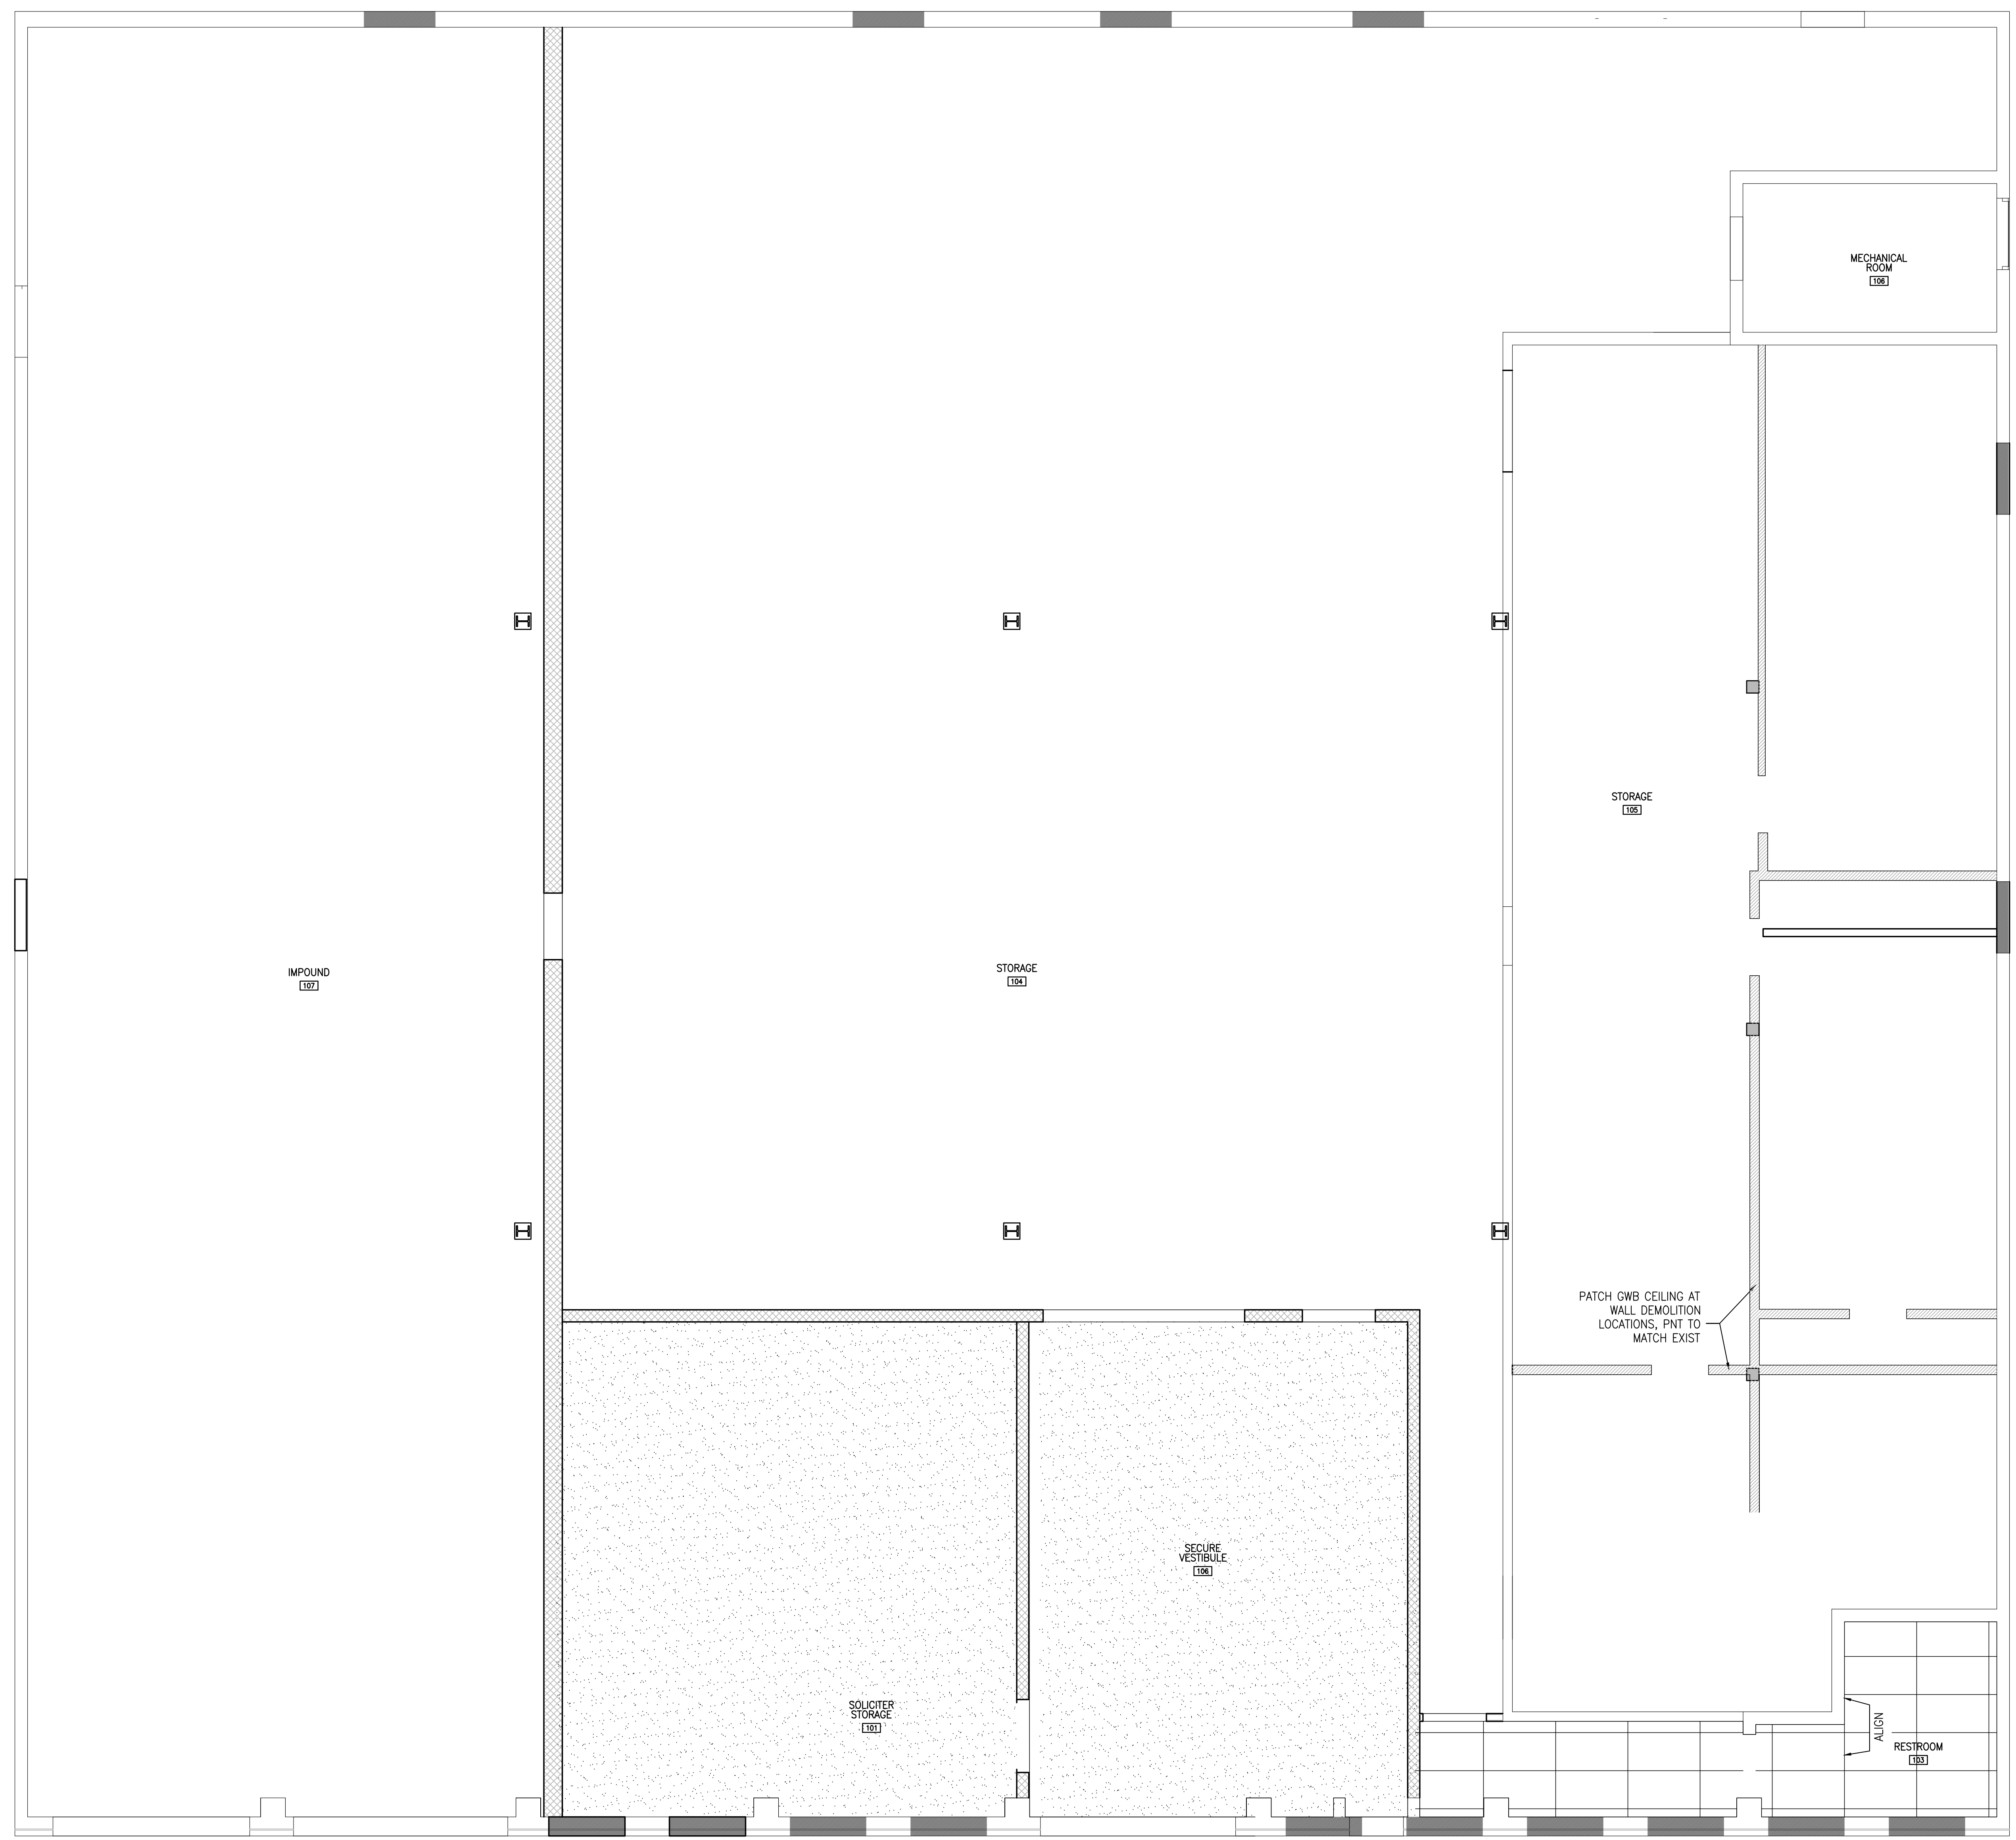 MECHANICAL
ROOM
106
STORAGE
105
IMPOUND
107
STORAGE
104
PATCH GWB CEILING AT
WALL DEMOLITION
LOCATIONS, PNT TO
MATCH EXIST
SECURE
VESTIBULE
106
SOLICITER
STORAGE
101
ALIGN
RESTROOM
103